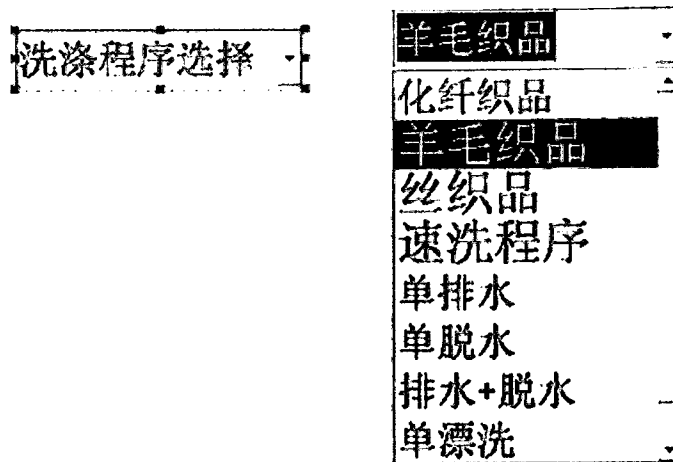 洗涤程序选择
羊毛织品
化纤织品
羊毛织品
丝织品
速洗程序
单排水
单脱水
排水+脱水
单漂洗